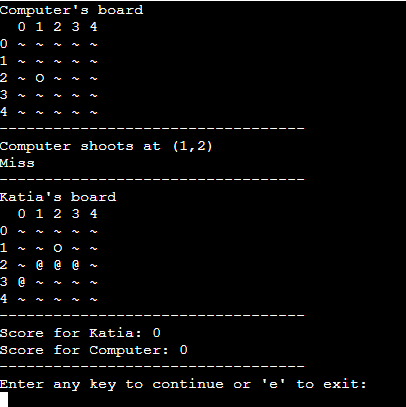 Computer's board
  0 1 2 3 4
0 ~ ~ ~ ~ ~
1 ~ ~ ~ ~ ~
2 ~ O ~ ~ ~
3 ~ ~ ~ ~ ~
4 ~ ~ ~ ~ ~
----------------------------------
Computer shoots at (1,2)
Miss
----------------------------------
Katia's board
  0 1 2 3 4
0 ~ ~ ~ ~ ~
1 ~ ~ O ~ ~
2 ~ @ @ @ ~
3 @ ~ ~ ~ ~
4 ~ ~ ~ ~ ~
----------------------------------
Score for Katia: 0
Score for Computer: 0
----------------------------------
Enter any key to continue or 'e' to exit: